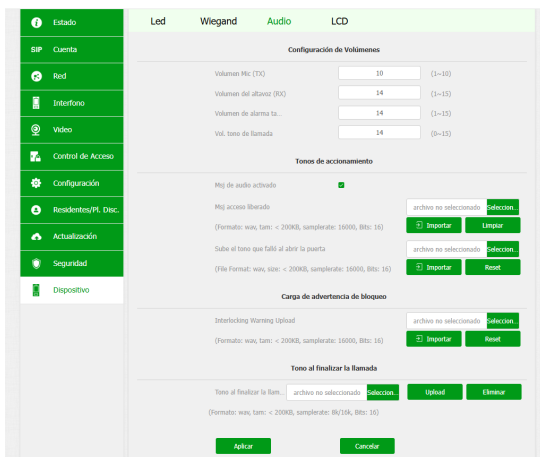 Estado
SIP Cuenta
Red
Interfono
Video
Control de Acceso
Configuración
Residentes/Pl. Disc.
Actualización
Seguridad
Dispositivo
Led Wiegand Audio LCD
Configuración de Volúmenes
Volumen Mic (TX) 10 (1~10)
Volumen del altavoz (RX) 14 (1~15)
Volumen de alarma ta... 14 (1~15)
Vol. tono de llamada 14 (0~15)
Tonos de accionamiento
Msj de audio activado
Msj acceso liberado archivo no seleccionado Seleccion...
(Formato: wav, tam: < 200KB, samplerate: 16000, Bits: 16) Importar Limpiar
Sube el tono que falló al abrir la puerta archivo no seleccionado Seleccion...
(File Format: wav, size: < 200KB, samplerate: 16000, Bits: 16) Importar Reset
Carga de advertencia de bloqueo
Interlocking Warning Upload archivo no seleccionado Seleccion...
(Formato: wav, tam: < 200KB, samplerate: 16000, Bits: 16) Importar Reset
Tono al finalizar la llamada
Tono al finalizar la llam... archivo no seleccionado Seleccion... Upload Eliminar
(Formato: wav, tam: < 200KB, samplerate: 8k/16k, Bits: 16)
Aplicar Cancelar